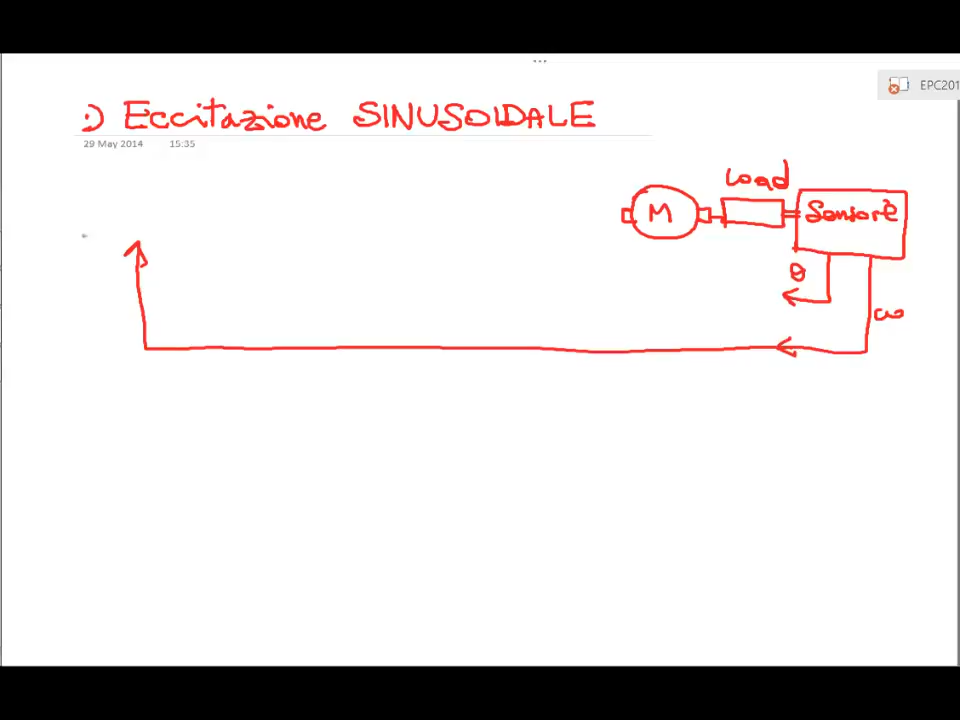 :) Eccitazione SINUSOIDALE
29 May 2014 15:35
EPC201
Load
M
Sensore
θ
ω